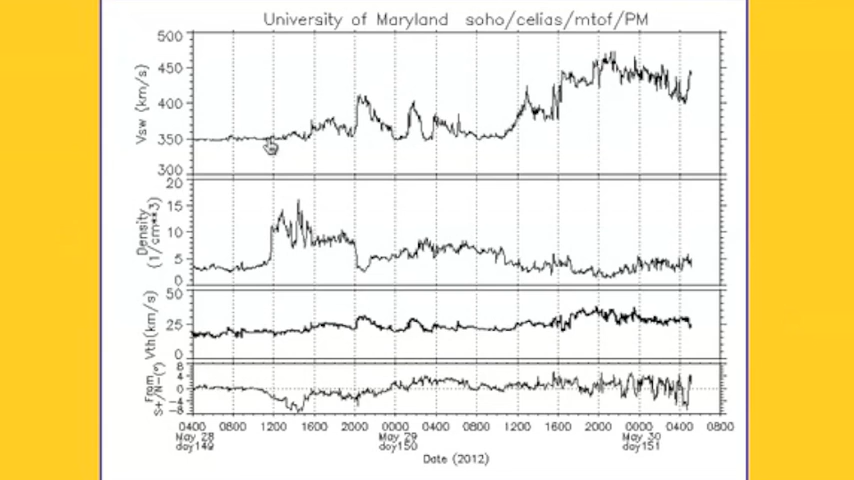 University of Maryland soho/celias/mtof/PM
500
450
400
350
300
Vsw (km/s)
20
15
10
5
0
Density
(1/cm**3)
50
25
0
Vth(km/s)
8
4
0
-4
-8
From
S+/N-(°)
0400 0800 1200 1600 2000 0000 0400 0800 1200 1600 2000 0000 0400 0800
May 28 May 29 May 30
day149 day150 day151
Date (2012)